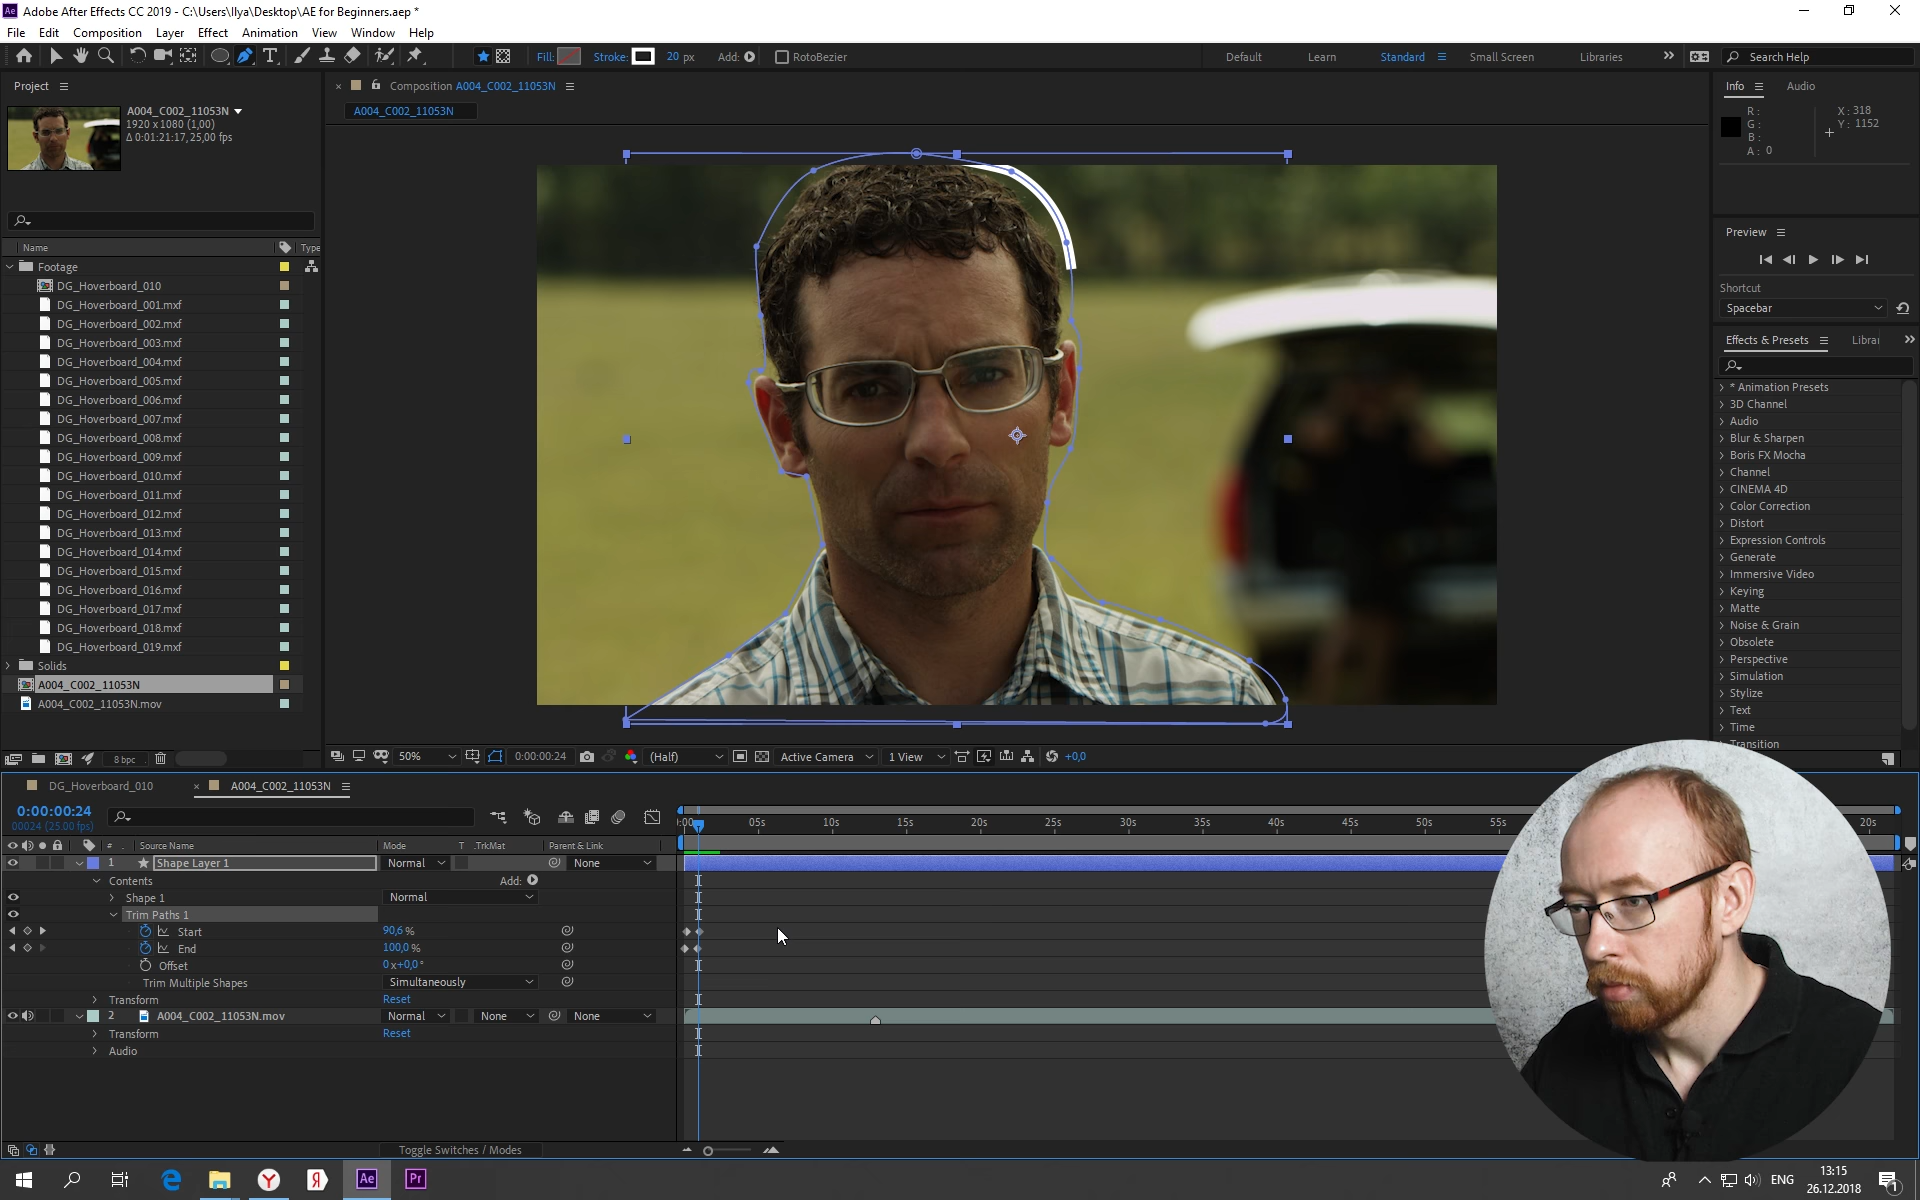 Adobe After Effects CC 2019 - C:\Users\Ilya\Desktop\AE for Beginners.aep *
File Edit Composition Layer Effect Animation View Window Help
Fill: Stroke: 20 px Add: RotoBezier Default Learn Standard Small Screen Libraries Search Help
Project
A004_C002_11053N
1920 x 1080 (1,00)
Δ 0:01:21:17, 25,00 fps
Name Type
Footage
DG_Hoverboard_010
DG_Hoverboard_001.mxf
DG_Hoverboard_002.mxf
DG_Hoverboard_003.mxf
DG_Hoverboard_004.mxf
DG_Hoverboard_005.mxf
DG_Hoverboard_006.mxf
DG_Hoverboard_007.mxf
DG_Hoverboard_008.mxf
DG_Hoverboard_009.mxf
DG_Hoverboard_010.mxf
DG_Hoverboard_011.mxf
DG_Hoverboard_012.mxf
DG_Hoverboard_013.mxf
DG_Hoverboard_014.mxf
DG_Hoverboard_015.mxf
DG_Hoverboard_016.mxf
DG_Hoverboard_017.mxf
DG_Hoverboard_018.mxf
DG_Hoverboard_019.mxf
Solids
A004_C002_11053N
A004_C002_11053N.mov
8 bpc
Composition A004_C002_11053N
A004_C002_11053N
50% 0:00:00:24 (Half) Active Camera 1 View +0,0
Info Audio
R: X: 318
G: Y: 1152
B:
A: 0
Preview
Shortcut
Spacebar
Effects & Presets Librai
* Animation Presets
3D Channel
Audio
Blur & Sharpen
Boris FX Mocha
Channel
CINEMA 4D
Color Correction
Distort
Expression Controls
Generate
Immersive Video
Keying
Matte
Noise & Grain
Obsolete
Perspective
Simulation
Stylize
Text
Time
Transition
DG_Hoverboard_010 A004_C002_11053N
0:00:00:24
00024 (25.00 fps)
:00 05s 10s 15s 20s 25s 30s 35s 40s 45s 50s 55s 20s
# Source Name Mode T .TrkMat Parent & Link
1 Shape Layer 1 Normal None
Contents Add:
Shape 1 Normal
Trim Paths 1
Start 90,6 %
End 100,0 %
Offset 0 x+0,0 °
Trim Multiple Shapes Simultaneously
Transform Reset
2 A004_C002_11053N.mov Normal None None
Transform Reset
Audio
Toggle Switches / Modes
Ae Pr ENG 13:15
26.12.2018